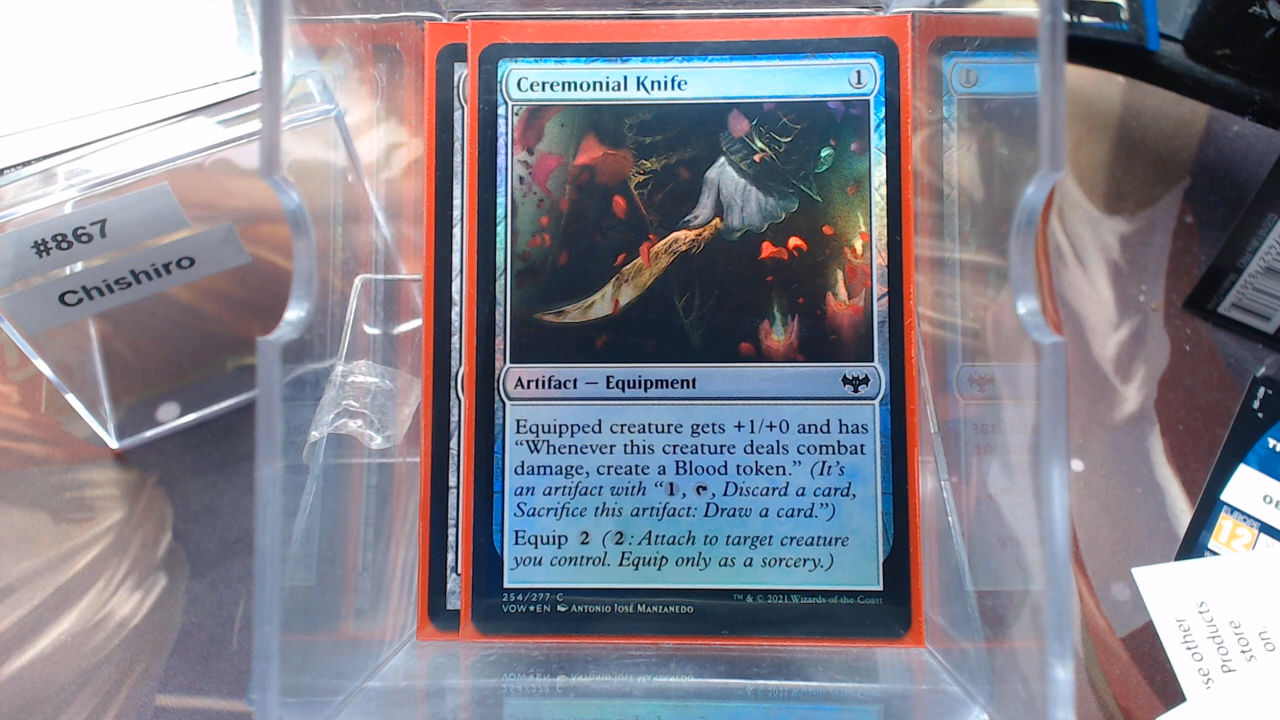 #867
Chishiro
Ceremonial Knife
1
Artifact — Equipment
Equipped creature gets +1/+0 and has
“Whenever this creature deals combat
damage, create a Blood token.” (It's
an artifact with “1, , Discard a card,
Sacrifice this artifact: Draw a card.”)
Equip 2 (2: Attach to target creature
you control. Equip only as a sorcery.)
254/277 C
VOW★EN Antonio José Manzanedo
™ & © 2021 Wizards of the Coast
EUROPE
12
use other
Products
store
on.